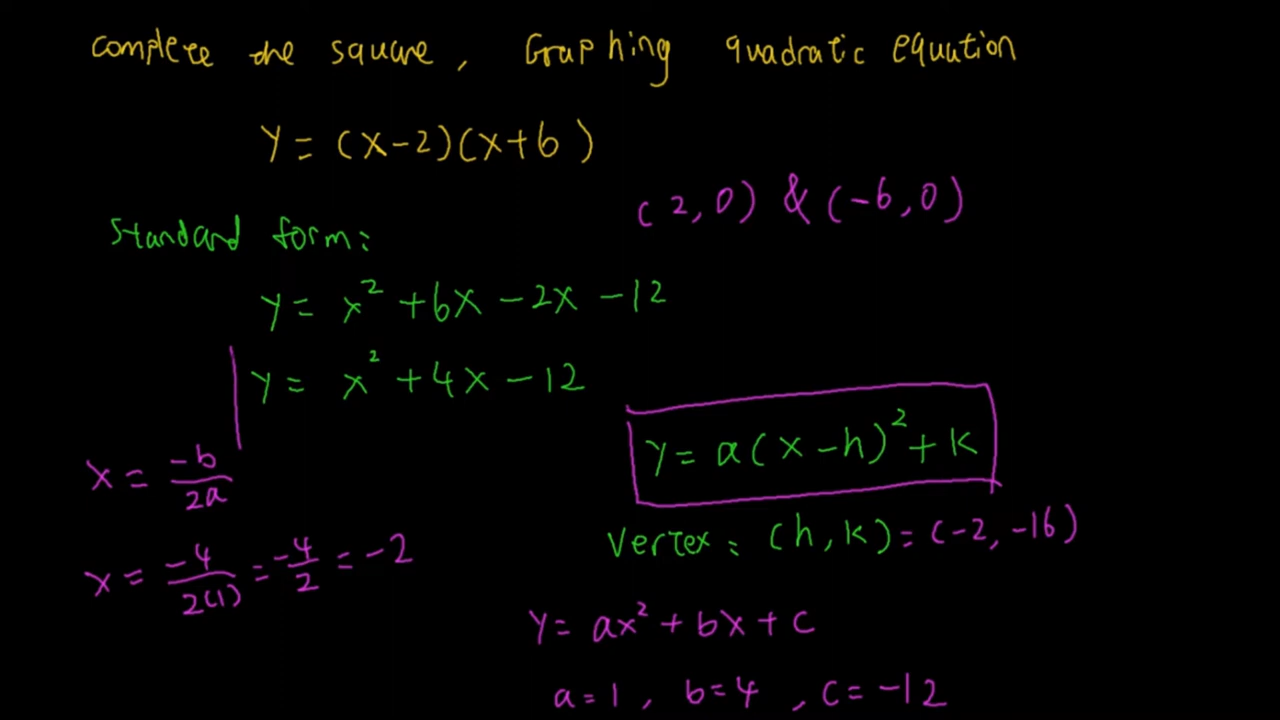 complete the square, Graphing quadratic equation
y = (x-2)(x+6)
(2,0) & (-6,0)
Standard form:
y = x² +6x -2x -12
y = x² +4x -12
y = a(x-h)² + k
x = -b/2a
Vertex: (h,k) = (-2, -16)
x = -4/2(1) = -4/2 = -2
y = ax² + bx + c
a=1, b=4, c= -12